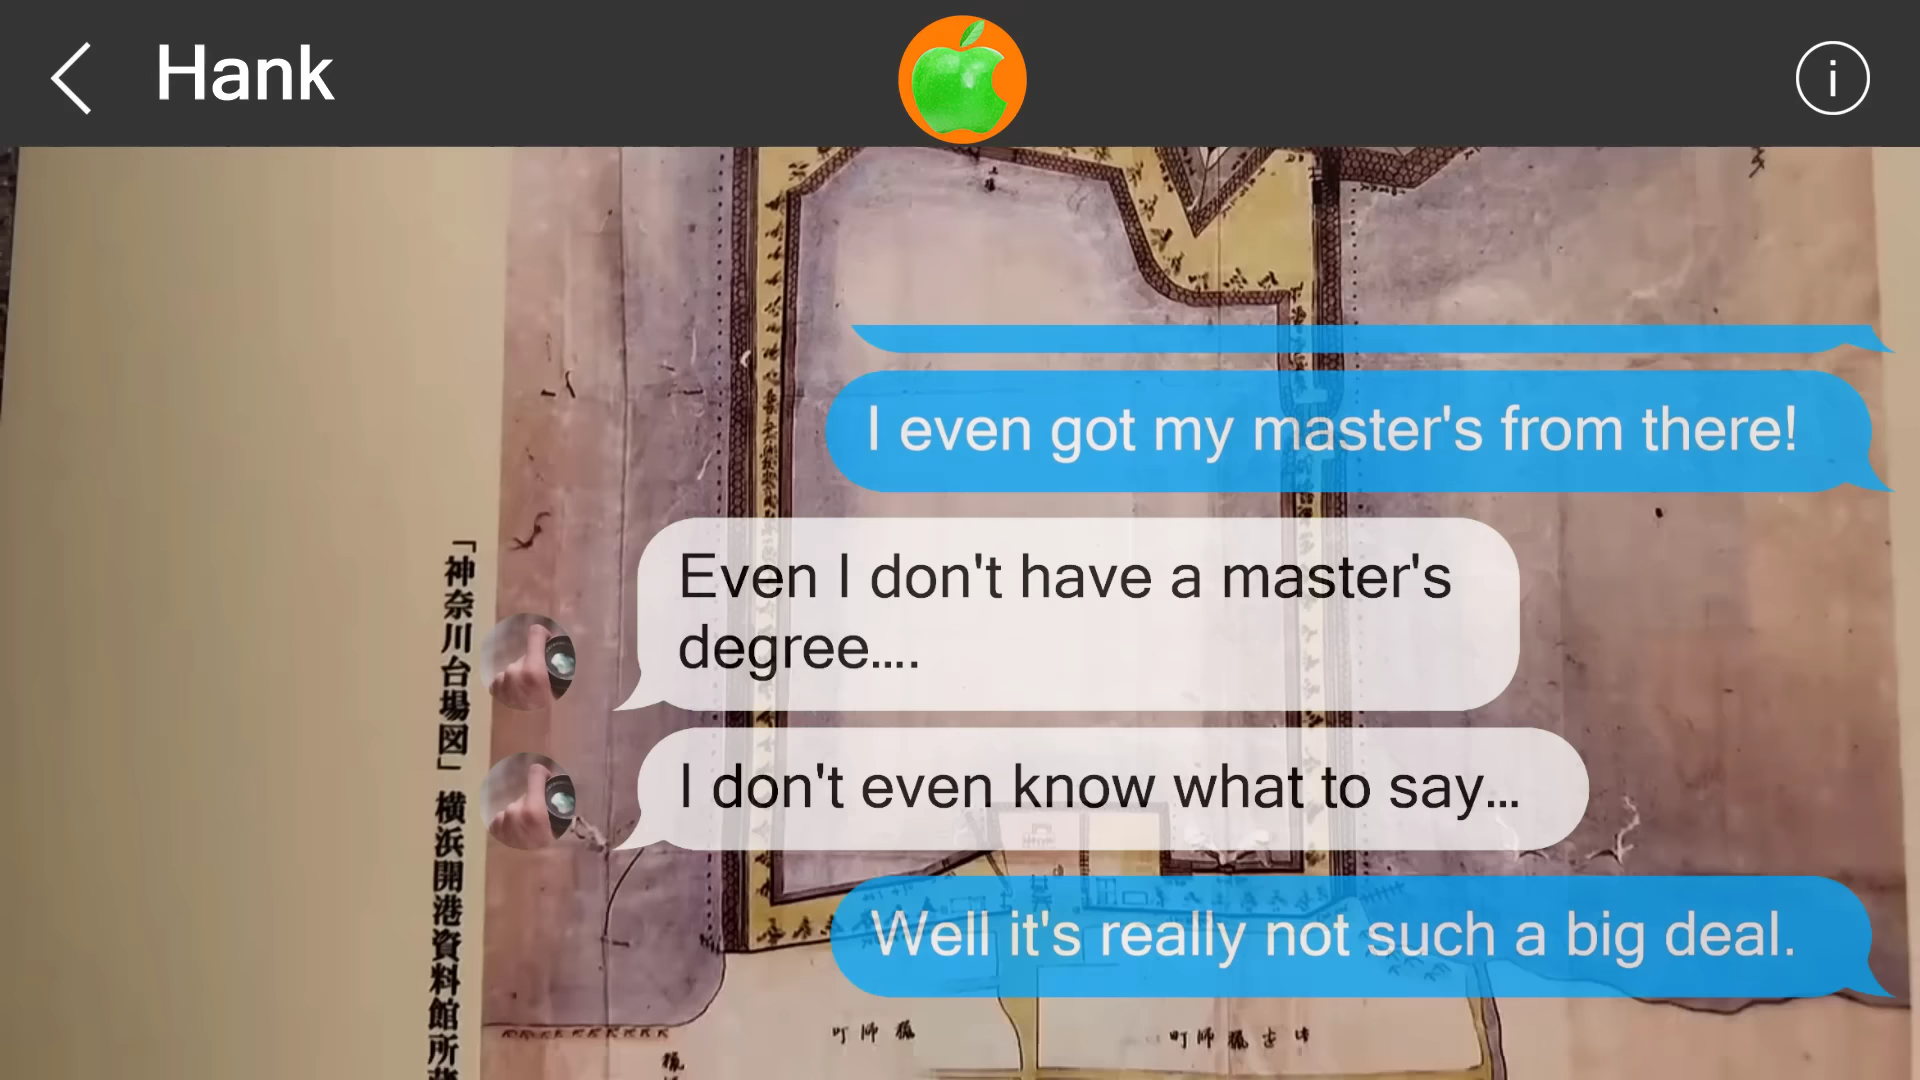 Hank
I even got my master's from there!
Even I don't have a master's
degree....
I don't even know what to say...
Well it's really not such a big deal.
「神奈川台場図」横浜開港資料館所蔵